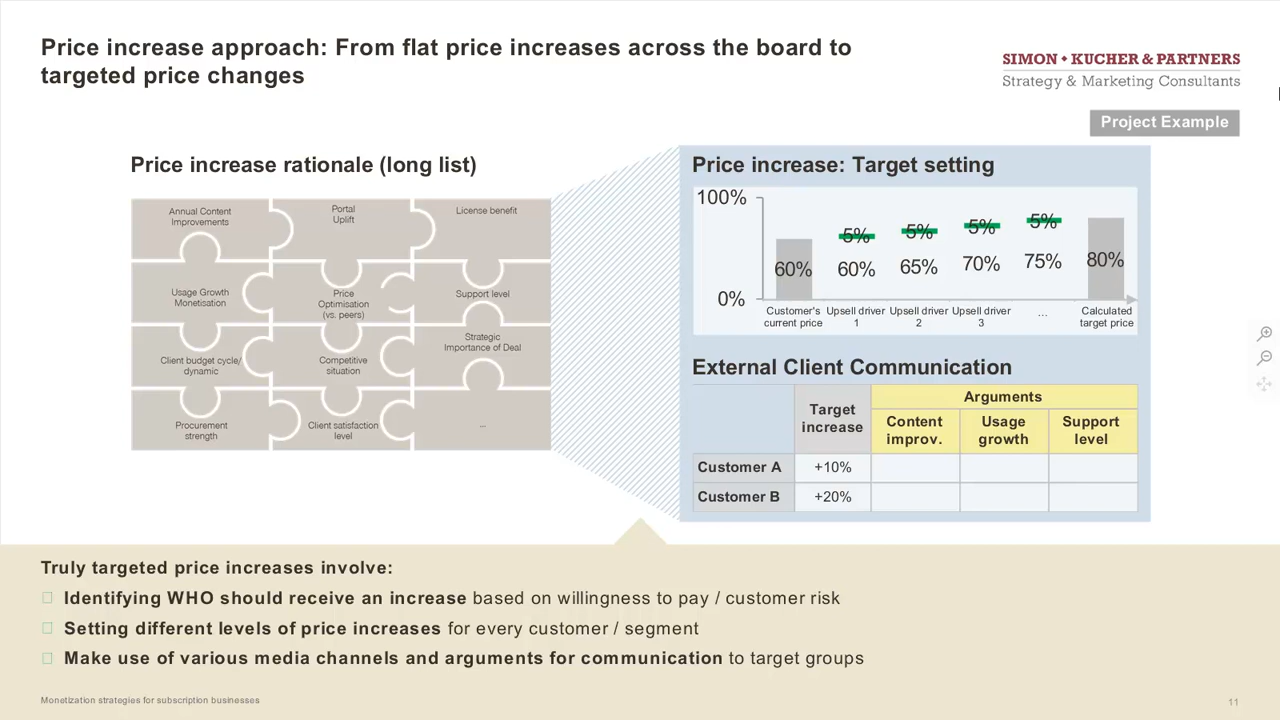 Price increase approach: From flat price increases across the board to
targeted price changes
SIMON • KUCHER & PARTNERS
Strategy & Marketing Consultants
Project Example
Price increase rationale (long list)
Annual Content
Improvements
Portal
Uplift
License benefit
Usage Growth
Monetisation
Price
Optimisation
(vs. peers)
Support level
Client budget cycle/
dynamic
Competitive
situation
Strategic
Importance of Deal
Procurement
strength
Client satisfaction
level
...
Price increase: Target setting
100%
0%
5% 5% 5% 5%
60% 60% 65% 70% 75% 80%
Customer's
current price
Upsell driver
1
Upsell driver
2
Upsell driver
3
...
Calculated
target price
External Client Communication
Target
increase
Arguments
Content
improv.
Usage
growth
Support
level
Customer A +10%
Customer B +20%
Truly targeted price increases involve:
Identifying WHO should receive an increase based on willingness to pay / customer risk
Setting different levels of price increases for every customer / segment
Make use of various media channels and arguments for communication to target groups
Monetization strategies for subscription businesses
11